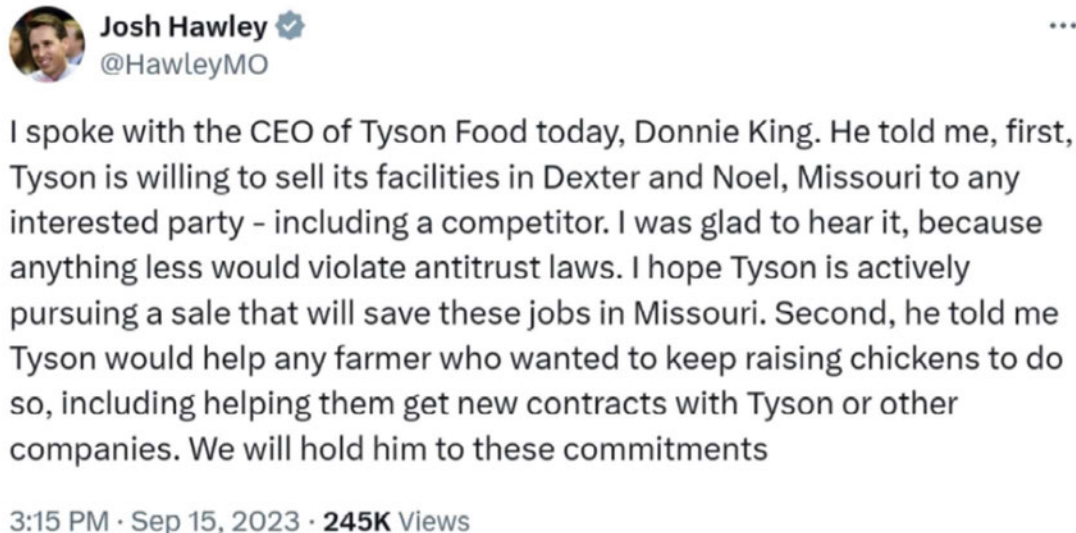 Josh Hawley
@HawleyMO
I spoke with the CEO of Tyson Food today, Donnie King. He told me, first,
Tyson is willing to sell its facilities in Dexter and Noel, Missouri to any
interested party - including a competitor. I was glad to hear it, because
anything less would violate antitrust laws. I hope Tyson is actively
pursuing a sale that will save these jobs in Missouri. Second, he told me
Tyson would help any farmer who wanted to keep raising chickens to do
so, including helping them get new contracts with Tyson or other
companies. We will hold him to these commitments
3:15 PM · Sep 15, 2023 · 245K Views